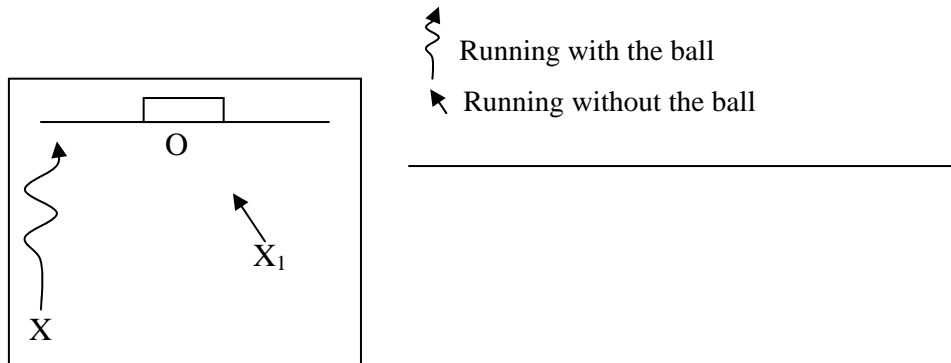 Running with the ball
Running without the ball
O
X₁
X